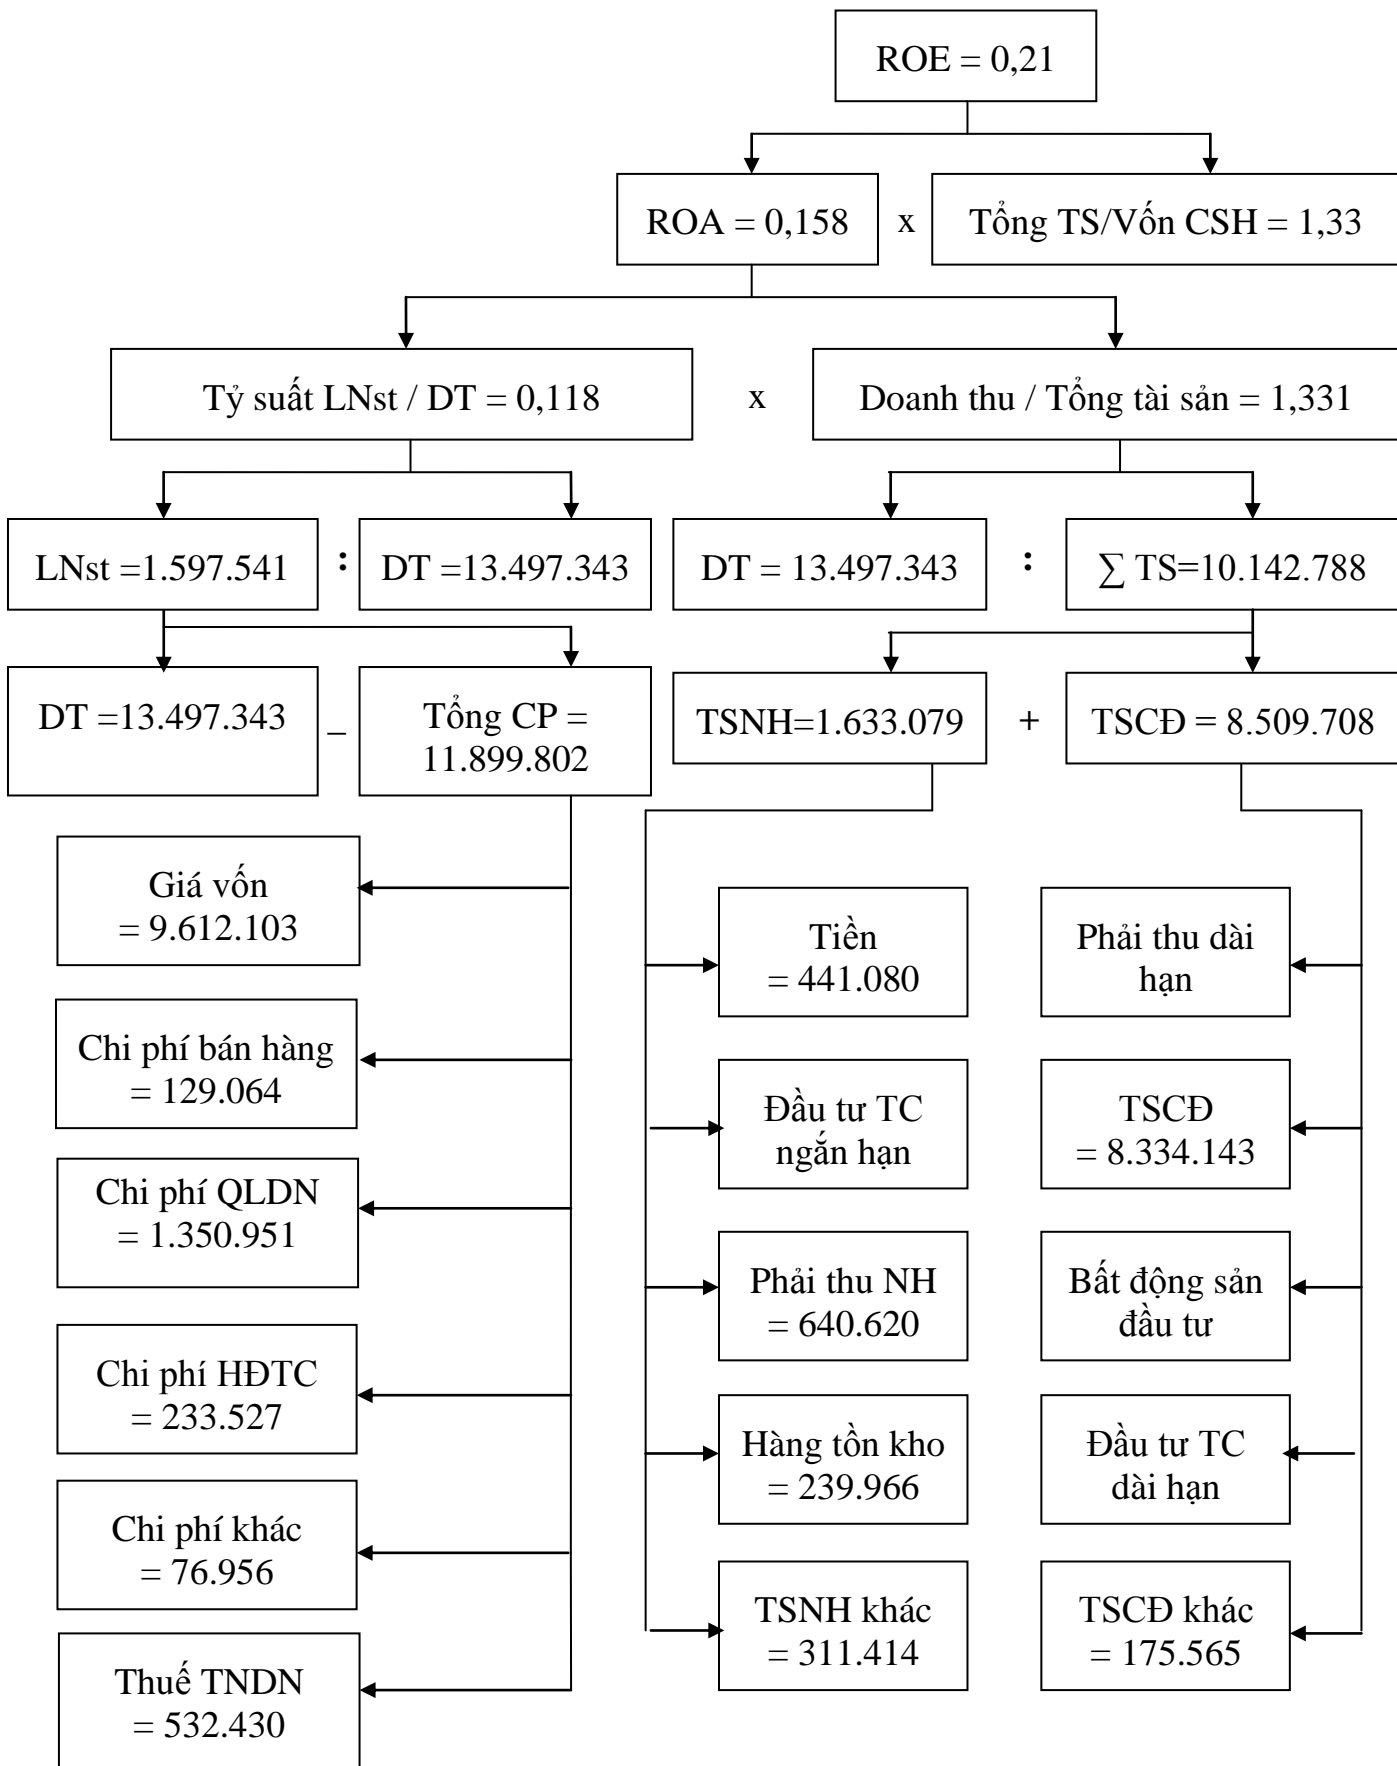 ROE = 0,21
ROA = 0,158
x
Tổng TS/Vốn CSH = 1,33
Tỷ suất LNst / DT = 0,118
x
Doanh thu / Tổng tài sản = 1,331
LNst =1.597.541
:
DT =13.497.343
DT = 13.497.343
:
∑ TS=10.142.788
DT =13.497.343
–
Tổng CP =
11.899.802
TSNH=1.633.079
+
TSCĐ = 8.509.708
Giá vốn
= 9.612.103
Chi phí bán hàng
= 129.064
Chi phí QLDN
= 1.350.951
Chi phí HĐTC
= 233.527
Chi phí khác
= 76.956
Thuế TNDN
= 532.430
Tiền
= 441.080
Đầu tư TC
ngắn hạn
Phải thu NH
= 640.620
Hàng tồn kho
= 239.966
TSNH khác
= 311.414
Phải thu dài
hạn
TSCĐ
= 8.334.143
Bất động sản
đầu tư
Đầu tư TC
dài hạn
TSCĐ khác
= 175.565